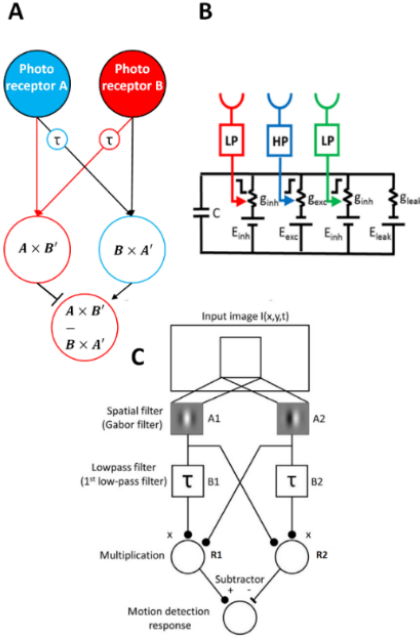 A
Photo
receptor A
Photo
receptor B
τ
τ
A × B′
B × A′
A × B′
−
B × A′
B
LP
HP
LP
C
g_inh
g_exc
g_inh
g_leak
E_inh
E_exc
E_inh
E_leak
C
Input image I(x,y,t)
Spatial filter
(Gabor filter)
A1
A2
Lowpass filter
(1st low-pass filter)
τ
B1
τ
B2
x
x
Multiplication
R1
R2
Subtractor
+
-
Motion detection
response